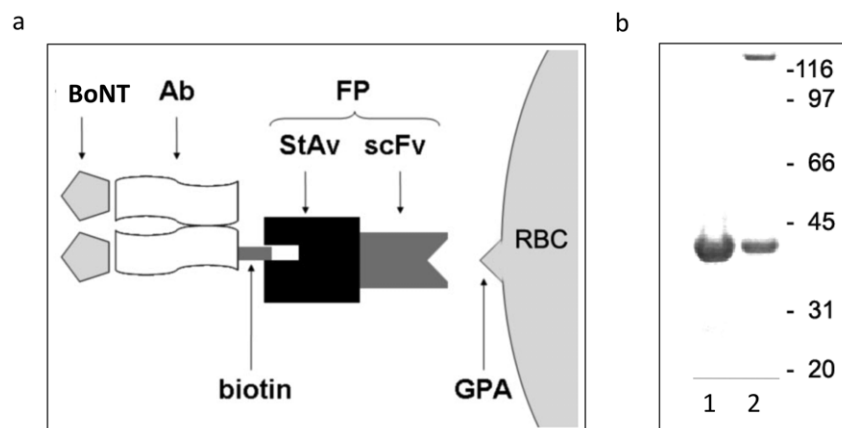 a
b
BoNT Ab FP
StAv scFv
RBC
biotin GPA
-116
- 97
- 66
- 45
- 31
- 20
1 2